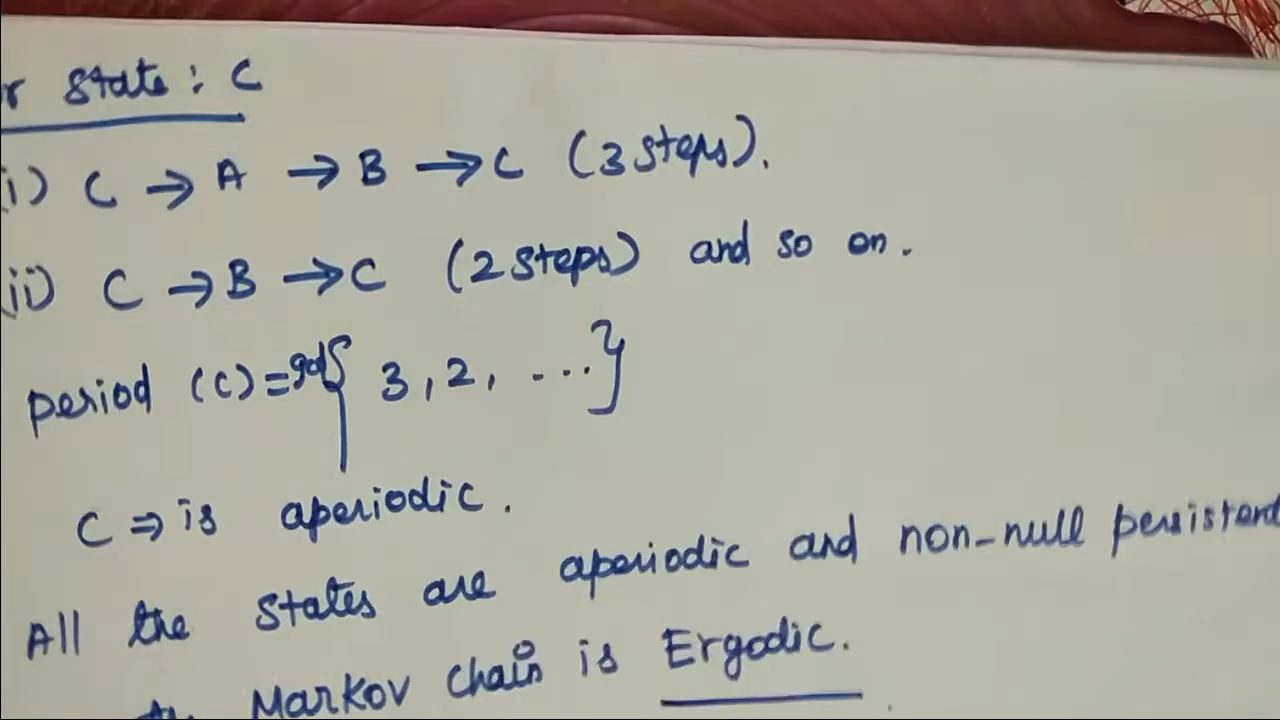 r state : C
i) C → A → B → C (3 steps).
ii) C → B → C (2 steps) and so on.
period (C) = gcd{ 3, 2, ...}
C ⇒ is aperiodic.
All the states are aperiodic and non-null persistent
Markov chain is Ergodic.